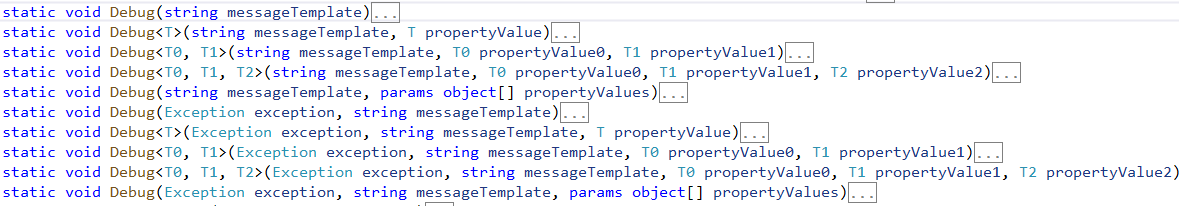 static void Debug(string messageTemplate)...
static void Debug<T>(string messageTemplate, T propertyValue)...
static void Debug<T0, T1>(string messageTemplate, T0 propertyValue0, T1 propertyValue1)...
static void Debug<T0, T1, T2>(string messageTemplate, T0 propertyValue0, T1 propertyValue1, T2 propertyValue2)...
static void Debug(string messageTemplate, params object[] propertyValues)...
static void Debug(Exception exception, string messageTemplate)...
static void Debug<T>(Exception exception, string messageTemplate, T propertyValue)...
static void Debug<T0, T1>(Exception exception, string messageTemplate, T0 propertyValue0, T1 propertyValue1)...
static void Debug<T0, T1, T2>(Exception exception, string messageTemplate, T0 propertyValue0, T1 propertyValue1, T2 propertyValue2)
static void Debug(Exception exception, string messageTemplate, params object[] propertyValues)...